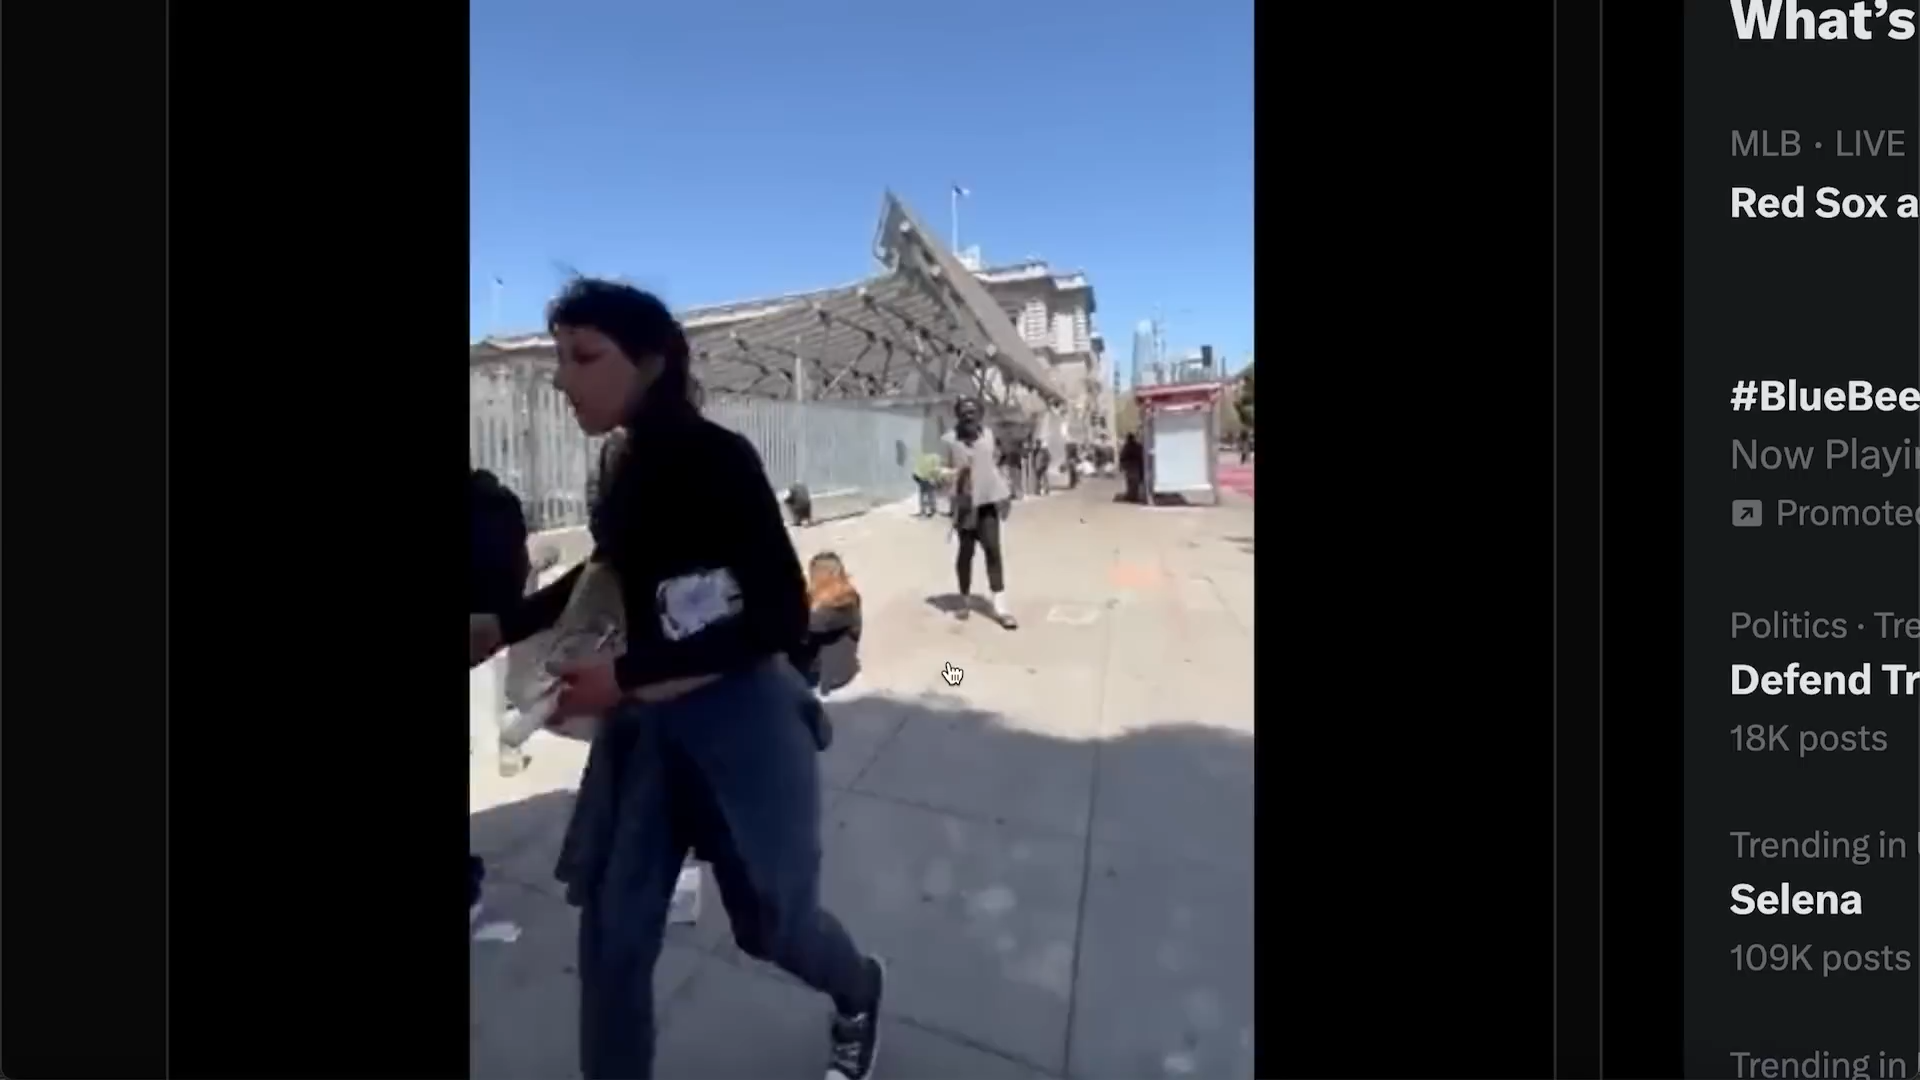 What's
MLB · LIVE
Red Sox a
#BlueBee
Now Playi
Promote
Politics · Tre
Defend Tr
18K posts
Trending in
Selena
109K posts
Trending in